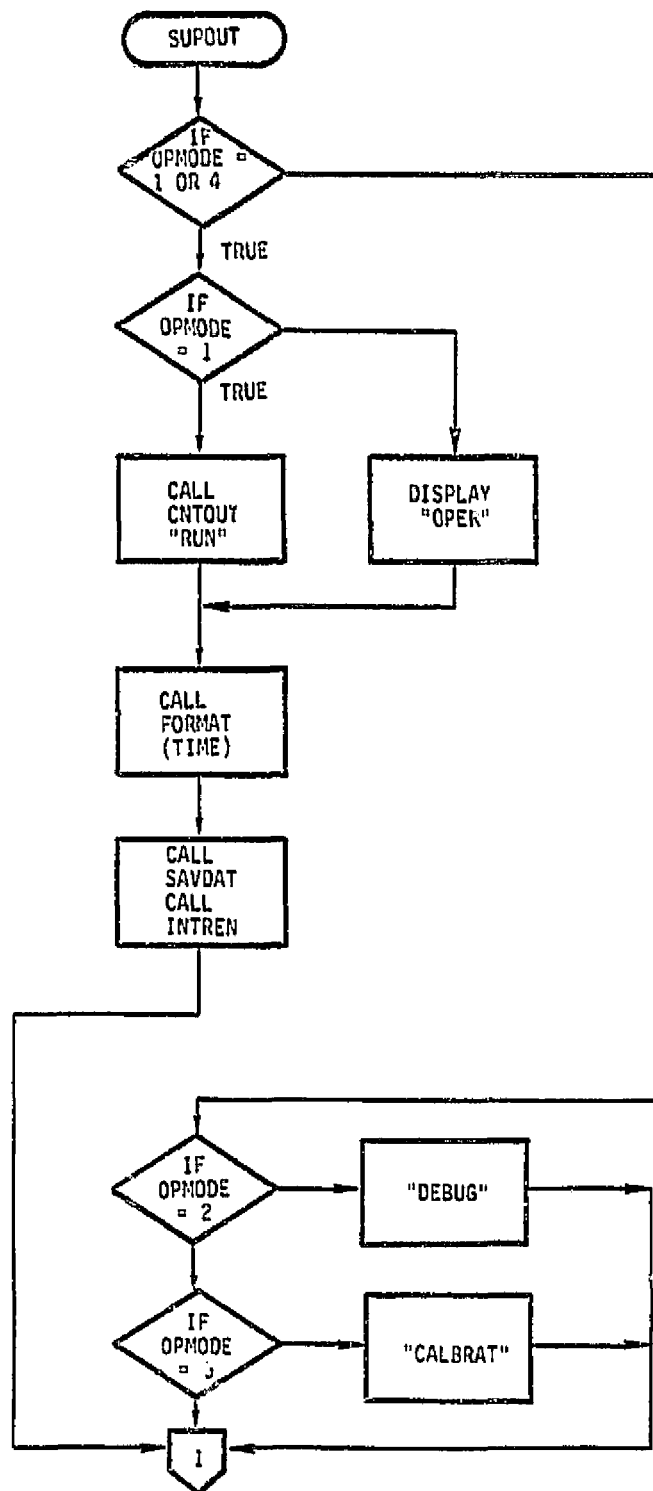 SUPOUT
IF
OPMODE =
1 OR 4
TRUE
IF
OPMODE
= 1
TRUE
CALL
CNTOUT
"RUN"
DISPLAY
"OPER"
CALL
FORMAT
(TIME)
CALL
SAVDAT
CALL
INTREN
IF
OPMODE
= 2
"DEBUG"
IF
OPMODE
=
"CALBRAT"
I